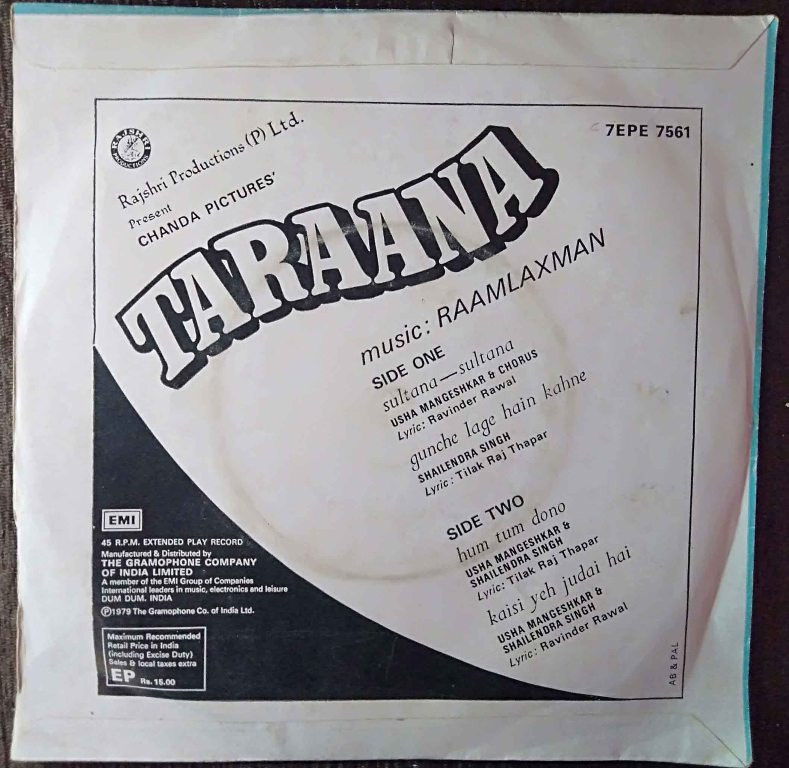 RAJSHRI
PRODUCTIONS
Rajshri Productions (P) Ltd.
Present
CHANDA PICTURES'
7EPE 7561
TARAANA
music: RAAMLAXMAN
SIDE ONE
sultana—sultana
USHA MANGESHKAR & CHORUS
Lyric: Ravinder Rawal
gunche lage hain kahne
SHAILENDRA SINGH
Lyric: Tilak Raj Thapar
SIDE TWO
hum tum dono
USHA MANGESHKAR &
SHAILENDRA SINGH
Lyric: Tilak Raj Thapar
kaisi yeh judai hai
USHA MANGESHKAR &
SHAILENDRA SINGH
Lyric: Ravinder Rawal
EMI
45 R.P.M. EXTENDED PLAY RECORD
Manufactured & Distributed by
THE GRAMOPHONE COMPANY
OF INDIA LIMITED
A member of the EMI Group of Companies
International leaders in music, electronics and leisure
DUM DUM. INDIA
Ⓟ1979 The Gramophone Co. of India Ltd.
Maximum Recommended
Retail Price in India
(including Excise Duty)
Sales & local taxes extra
EP Rs. 15.00
AB & PAL